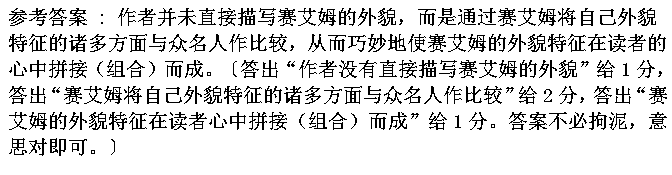 参考答案 : 作者并未直接描写赛艾姆的外貌，而是通过赛艾姆将自己外貌
特征的诸多方面与众名人作比较，从而巧妙地使赛艾姆的外貌特征在读者的
心中拼接（组合）而成。〔答出“作者没有直接描写赛艾姆的外貌”给 1 分，
答出“赛艾姆将自己外貌特征的诸多方面与众名人作比较”给 2 分，答出“赛
艾姆的外貌特征在读者心中拼接（组合）而成”给 1 分。答案不必拘泥，意
思对即可。〕